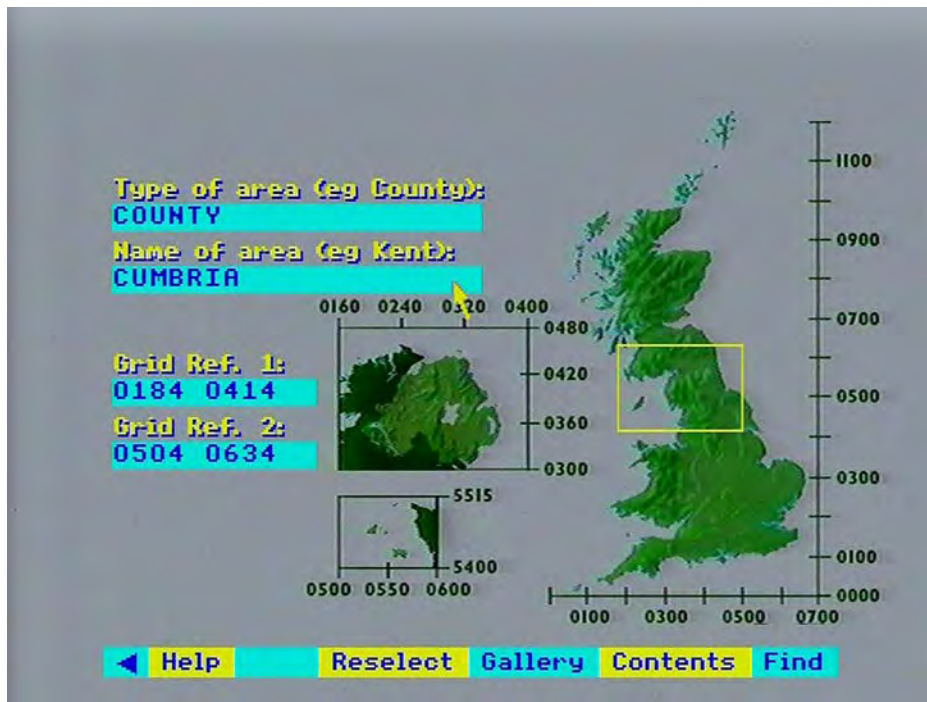 Type of area (eg County):
COUNTY
Name of area (eg Kent):
CUMBRIA
Grid Ref. 1:
0184 0414
Grid Ref. 2:
0504 0634
0160 0240 0320 0400
0480
0420
0360
0300
5515
5400
0500 0550 0600
1100
0900
0700
0500
0300
0100
0000
0100 0300 0500 0700
Help Reselect Gallery Contents Find